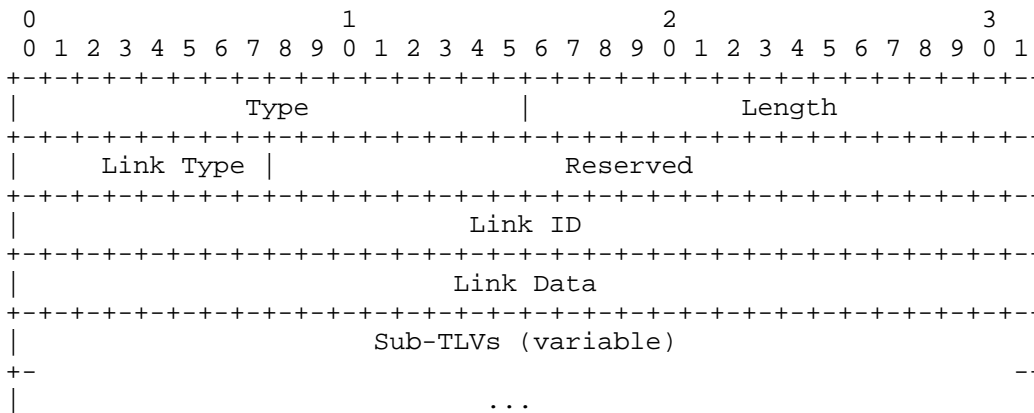 0                   1                   2                   3
 0 1 2 3 4 5 6 7 8 9 0 1 2 3 4 5 6 7 8 9 0 1 2 3 4 5 6 7 8 9 0 1
+-+-+-+-+-+-+-+-+-+-+-+-+-+-+-+-+-+-+-+-+-+-+-+-+-+-+-+-+-+-+-+--
|              Type             |             Length
+-+-+-+-+-+-+-+-+-+-+-+-+-+-+-+-+-+-+-+-+-+-+-+-+-+-+-+-+-+-+-+--
|     Link Type |                  Reserved
+-+-+-+-+-+-+-+-+-+-+-+-+-+-+-+-+-+-+-+-+-+-+-+-+-+-+-+-+-+-+-+--
|                            Link ID
+-+-+-+-+-+-+-+-+-+-+-+-+-+-+-+-+-+-+-+-+-+-+-+-+-+-+-+-+-+-+-+--
|                           Link Data
+-+-+-+-+-+-+-+-+-+-+-+-+-+-+-+-+-+-+-+-+-+-+-+-+-+-+-+-+-+-+-+--
|                      Sub-TLVs (variable)
+-                                                             --
|                             ...